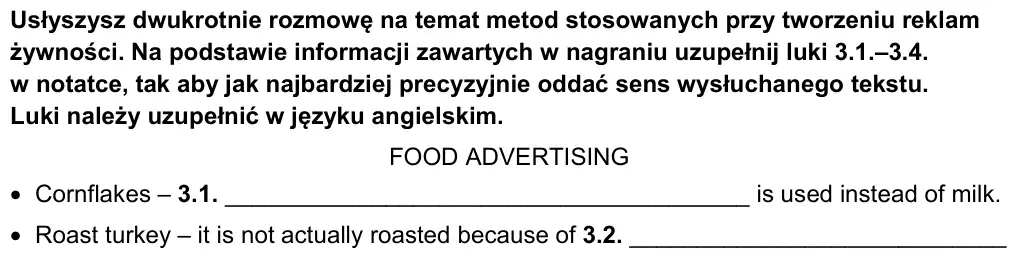 Usłyszysz dwukrotnie rozmowę na temat metod stosowanych przy tworzeniu reklam
żywności. Na podstawie informacji zawartych w nagraniu uzupełnij luki 3.1.–3.4.
w notatce, tak aby jak najbardziej precyzyjnie oddać sens wysłuchanego tekstu.
Luki należy uzupełnić w języku angielskim.
FOOD ADVERTISING
• Cornflakes – 3.1. ______________________________________ is used instead of milk.
• Roast turkey – it is not actually roasted because of 3.2. ____________________________